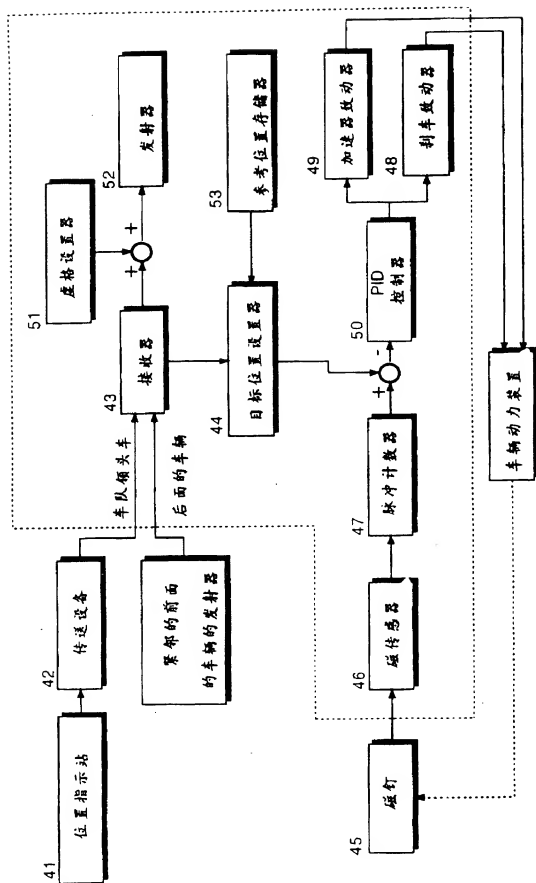 41
位置指示站
42
传送设备
车队领头车
后面的车辆
紧邻的前面
的车辆的发射器
43
接收器
51
虚格设置器
+
+
52
发射器
53
参考位置存储器
44
目标位置设置器
45
磁钉
46
磁传感器
47
脉冲计数器
+
-
50
PID
控制器
49
加速器致动器
48
刹车致动器
车辆动力装置